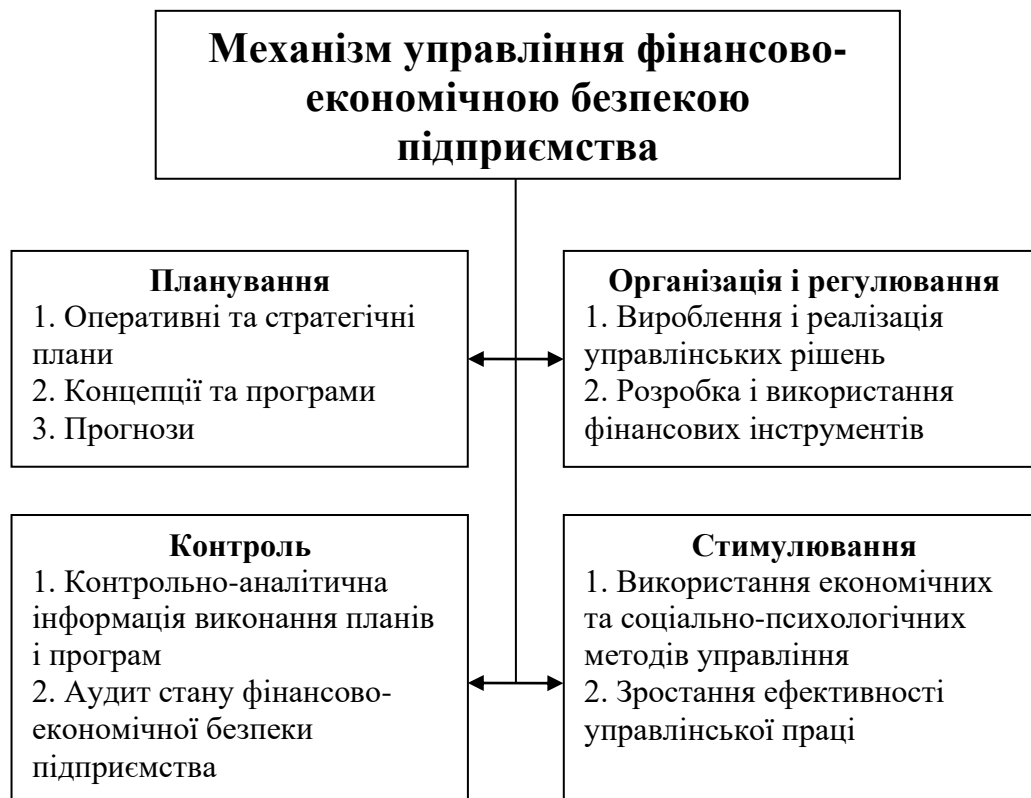 Механізм управління фінансово-
економічною безпекою
підприємства
Планування
1. Оперативні та стратегічні
плани
2. Концепції та програми
3. Прогнози
Організація і регулювання
1. Вироблення і реалізація
управлінських рішень
2. Розробка і використання
фінансових інструментів
Контроль
1. Контрольно-аналітична
інформація виконання планів
і програм
2. Аудит стану фінансово-
економічної безпеки
підприємства
Стимулювання
1. Використання економічних
та соціально-психологічних
методів управління
2. Зростання ефективності
управлінської праці